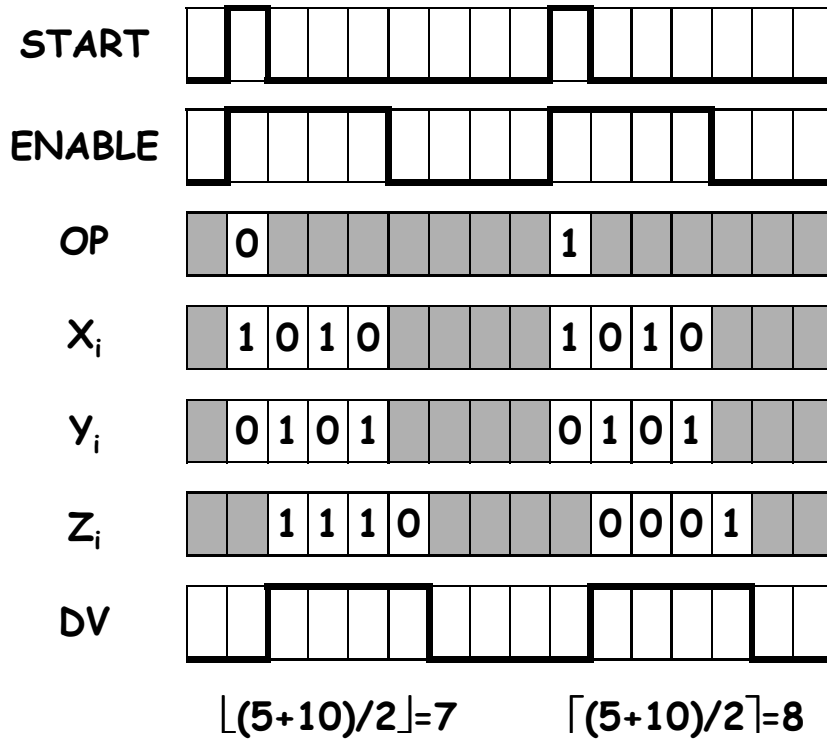 START
ENABLE
OP 0 1
Xi 1 0 1 0 1 0 1 0
Yi 0 1 0 1 0 1 0 1
Zi 1 1 1 0 0 0 0 1
DV
⌊(5+10)/2⌋=7 ⌈(5+10)/2⌉=8